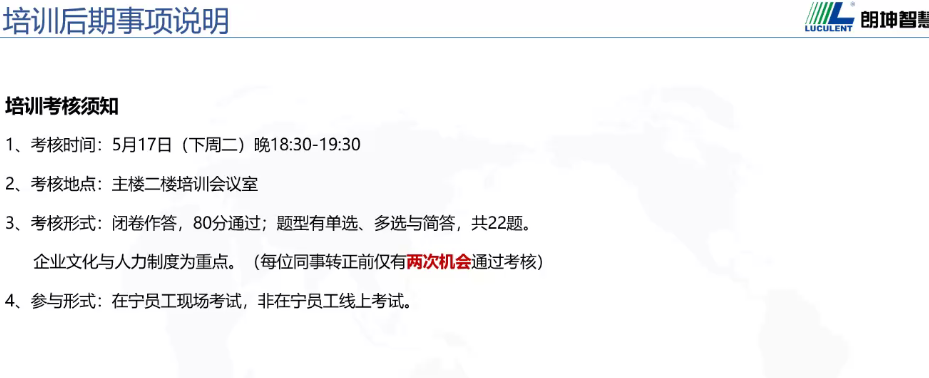 培训后期事项说明
LUCULENT
朗坤智慧
培训考核须知
1、考核时间：5月17日（下周二）晚18:30-19:30
2、考核地点：主楼二楼培训会议室
3、考核形式：闭卷作答，80分通过；题型有单选、多选与简答，共22题。
企业文化与人力制度为重点。（每位同事转正前仅有两次机会通过考核）
4、参与形式：在宁员工现场考试，非在宁员工线上考试。